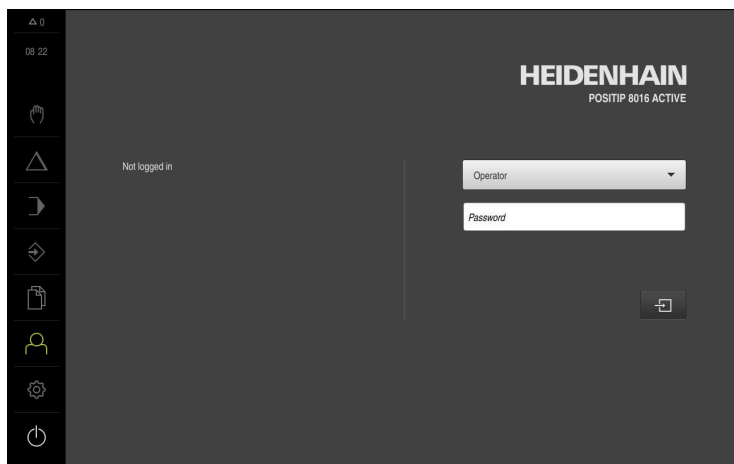 0
08 22
HEIDENHAIN
POSITIP 8016 ACTIVE
Not logged in
Operator
Password